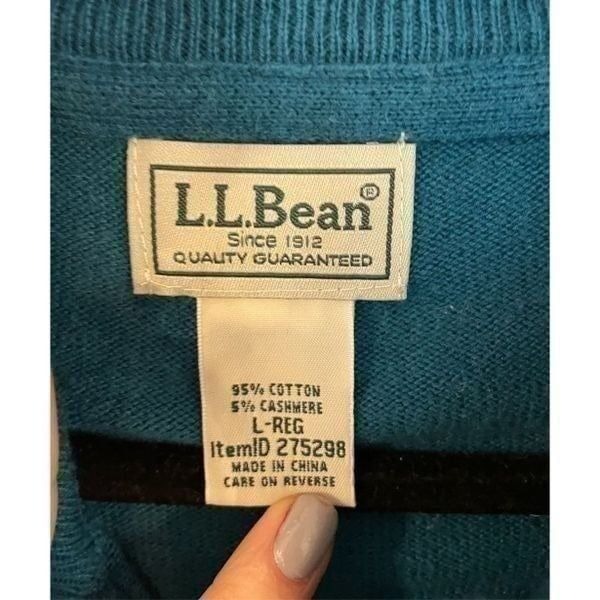 L.L.Bean®
Since 1912
QUALITY GUARANTEED
95% COTTON
5% CASHMERE
L-REG
ItemID 275298
MADE IN CHINA
CARE ON REVERSE